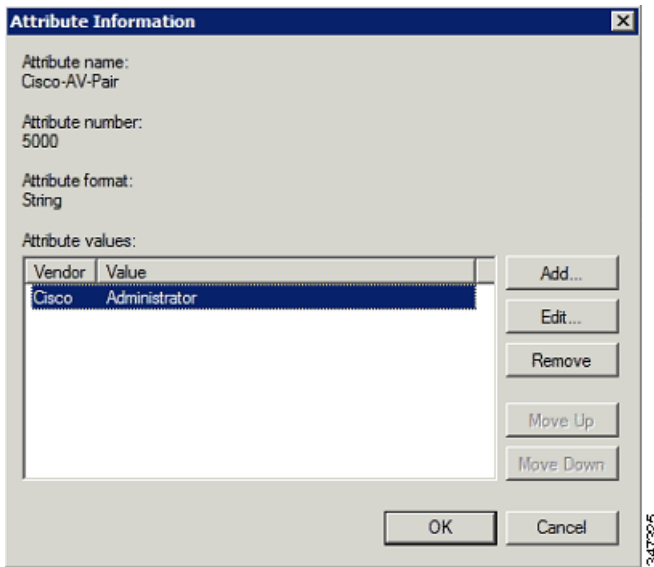 Attribute Information
Attribute name:
Cisco-AV-Pair
Attribute number:
5000
Attribute format:
String
Attribute values:
Vendor Value
Cisco Administrator
Add...
Edit...
Remove
Move Up
Move Down
OK Cancel
347325